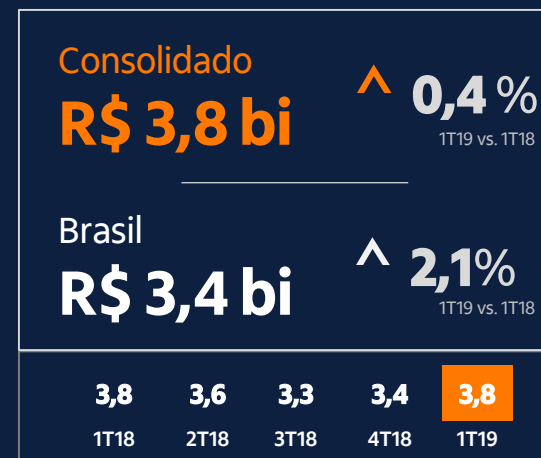 Consolidado
R$ 3,8 bi
0,4 %
1T19 vs. 1T18
Brasil
R$ 3,4 bi
2,1%
1T19 vs. 1T18
3,8 3,6 3,3 3,4 3,8
1T18 2T18 3T18 4T18 1T19